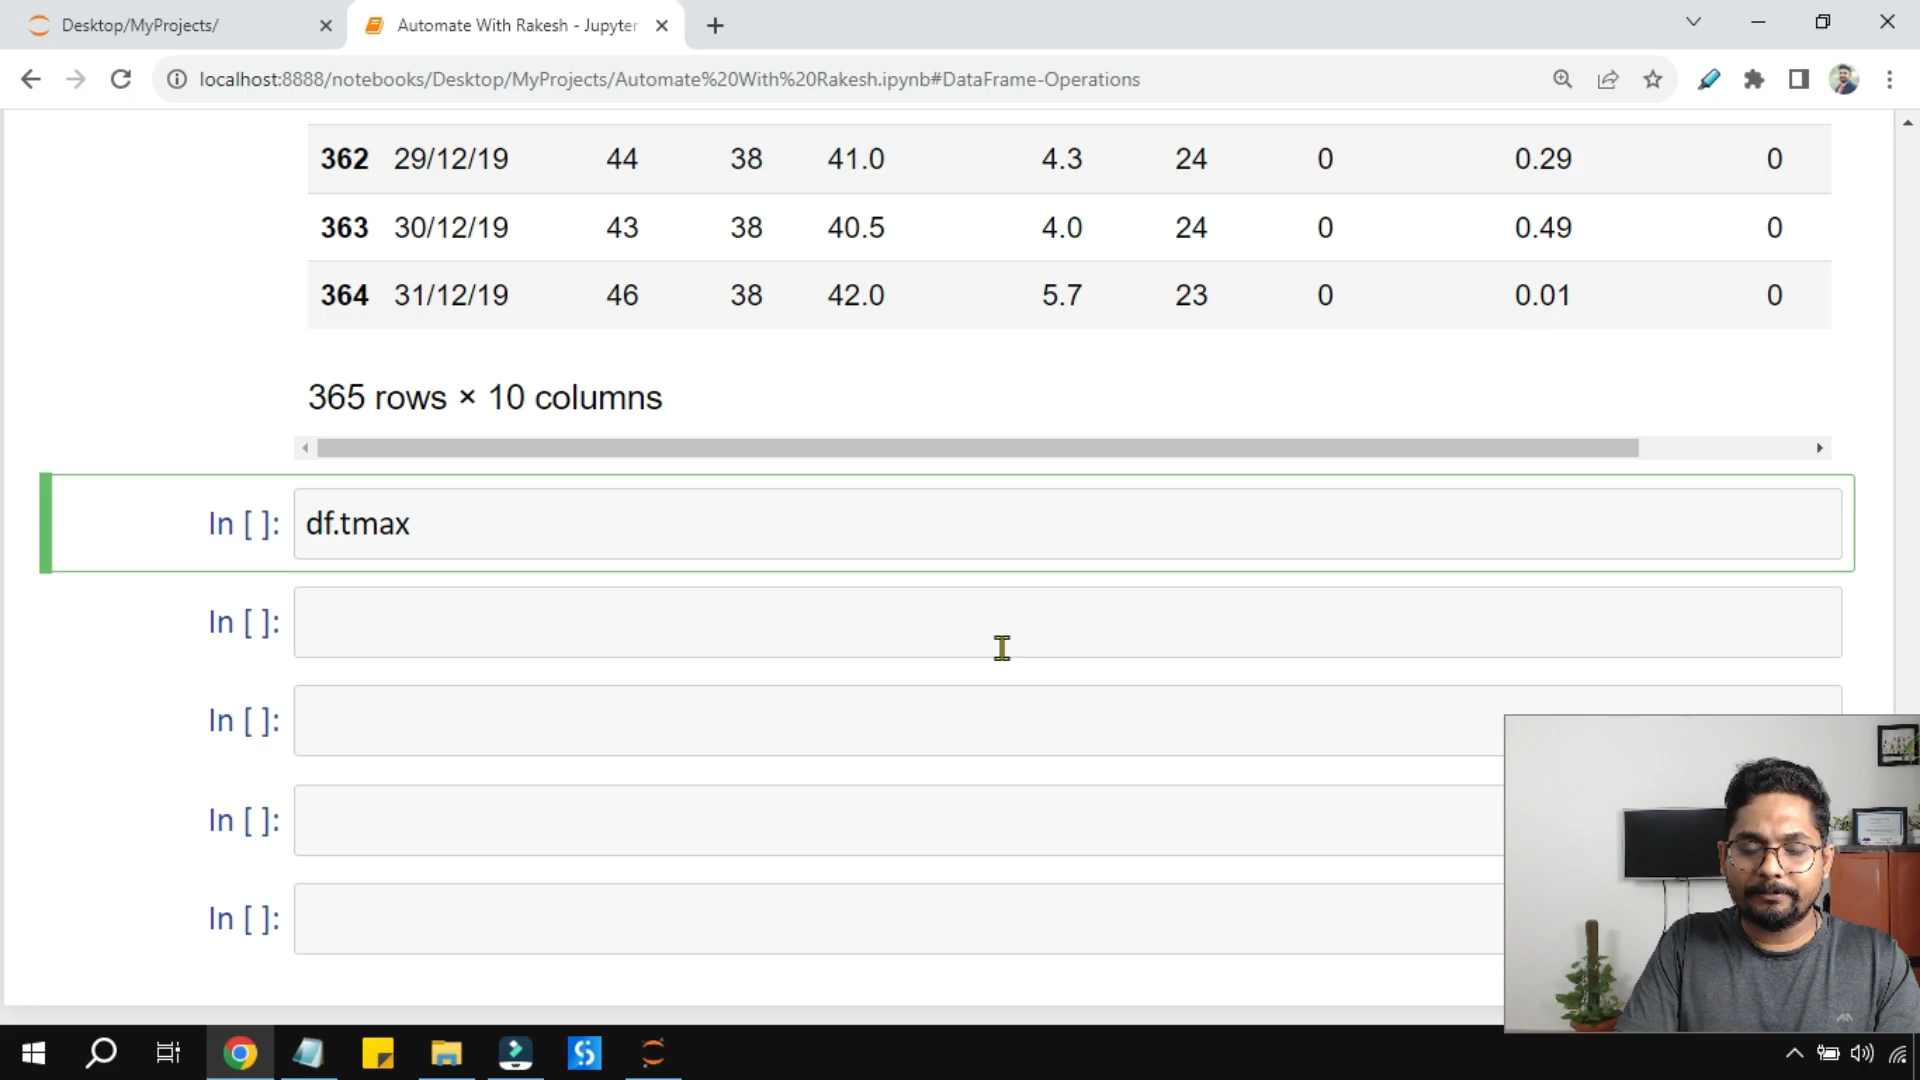 Desktop/MyProjects/
Automate With Rakesh - Jupyter
localhost:8888/notebooks/Desktop/MyProjects/Automate%20With%20Rakesh.ipynb#DataFrame-Operations
362 29/12/19 44 38 41.0 4.3 24 0 0.29 0
363 30/12/19 43 38 40.5 4.0 24 0 0.49 0
364 31/12/19 46 38 42.0 5.7 23 0 0.01 0
365 rows × 10 columns
In [ ]: df.tmax
In [ ]:
In [ ]:
In [ ]:
In [ ]: